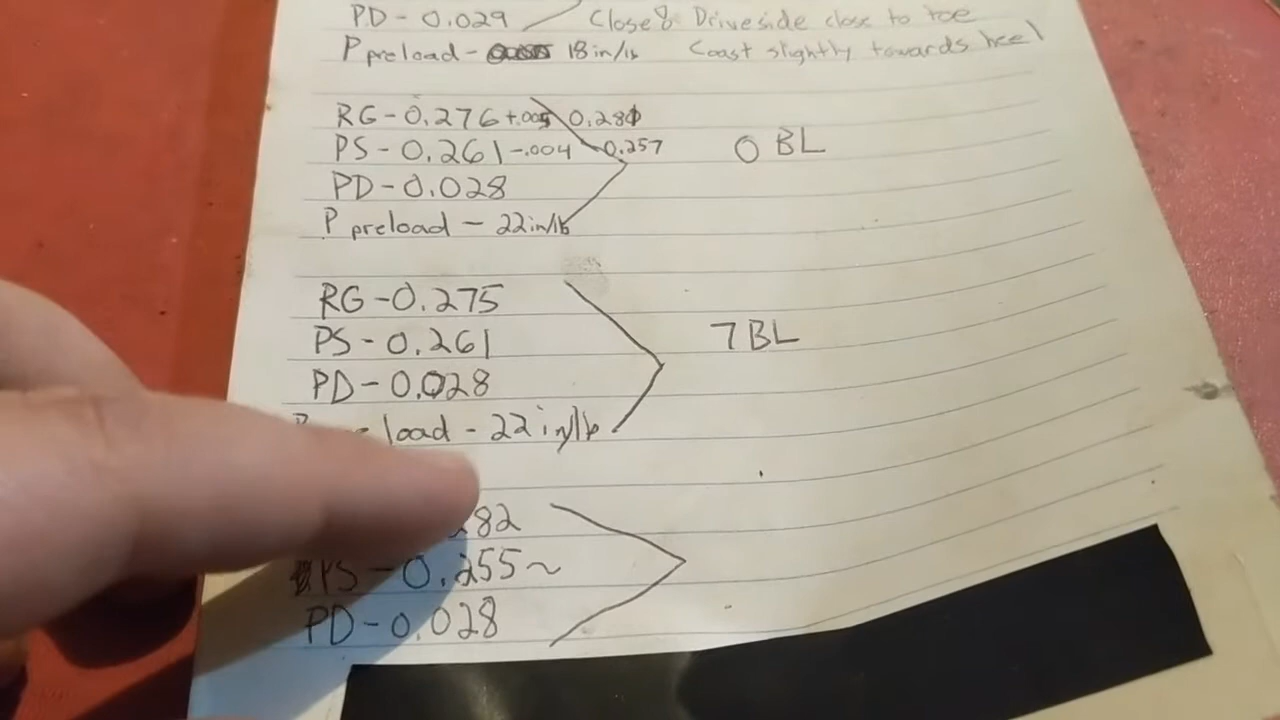 PD - 0.029 Close & Driveside close to toe
P preload - 18 in/lb Coast slightly towards heel
RG - 0.276 +.005 0.281
PS - 0.261 -.004 0.257 0 BL
PD - 0.028
P preload - 22 in/lb
RG - 0.275
PS - 0.261 7 BL
PD - 0.028
load - 22 in/lb
282
PS - 0.255~
PD - 0.028